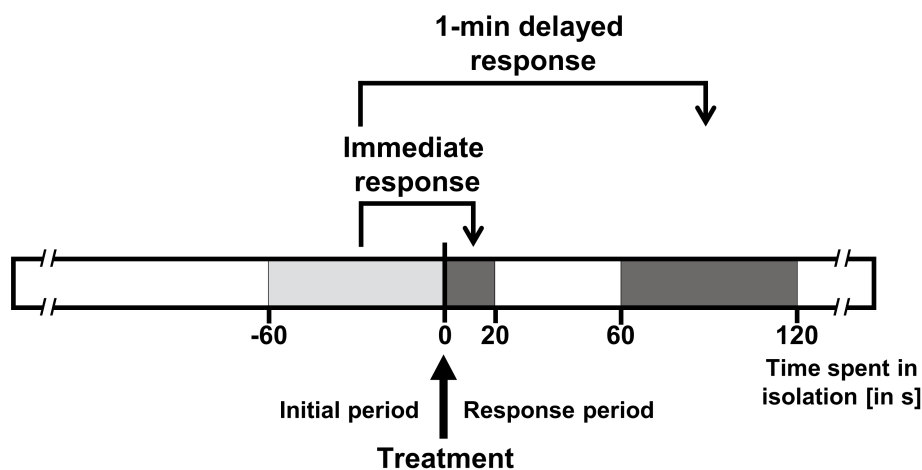 1-min delayed
response
Immediate
response
-60
0
20
60
120
Time spent in
isolation [in s]
Initial period
Response period
Treatment